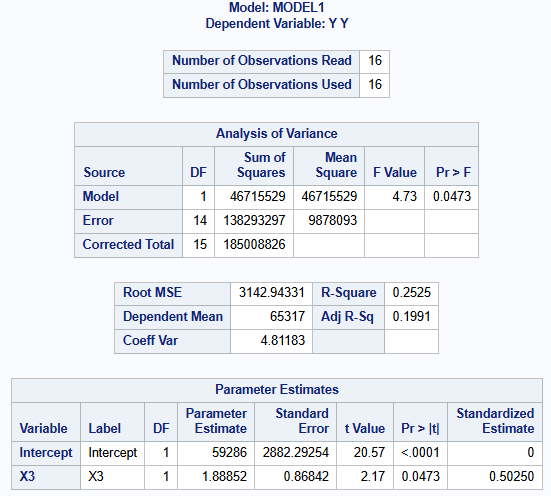 Model: MODEL1
Dependent Variable: Y Y
Number of Observations Read 16
Number of Observations Used 16
Analysis of Variance
Source DF Sum of Squares Mean Square F Value Pr > F
Model 1 46715529 46715529 4.73 0.0473
Error 14 138293297 9878093
Corrected Total 15 185008826
Root MSE 3142.94331 R-Square 0.2525
Dependent Mean 65317 Adj R-Sq 0.1991
Coeff Var 4.81183
Parameter Estimates
Variable Label DF Parameter Estimate Standard Error t Value Pr > |t| Standardized Estimate
Intercept Intercept 1 59286 2882.29254 20.57 <.0001 0
X3 X3 1 1.88852 0.86842 2.17 0.0473 0.50250